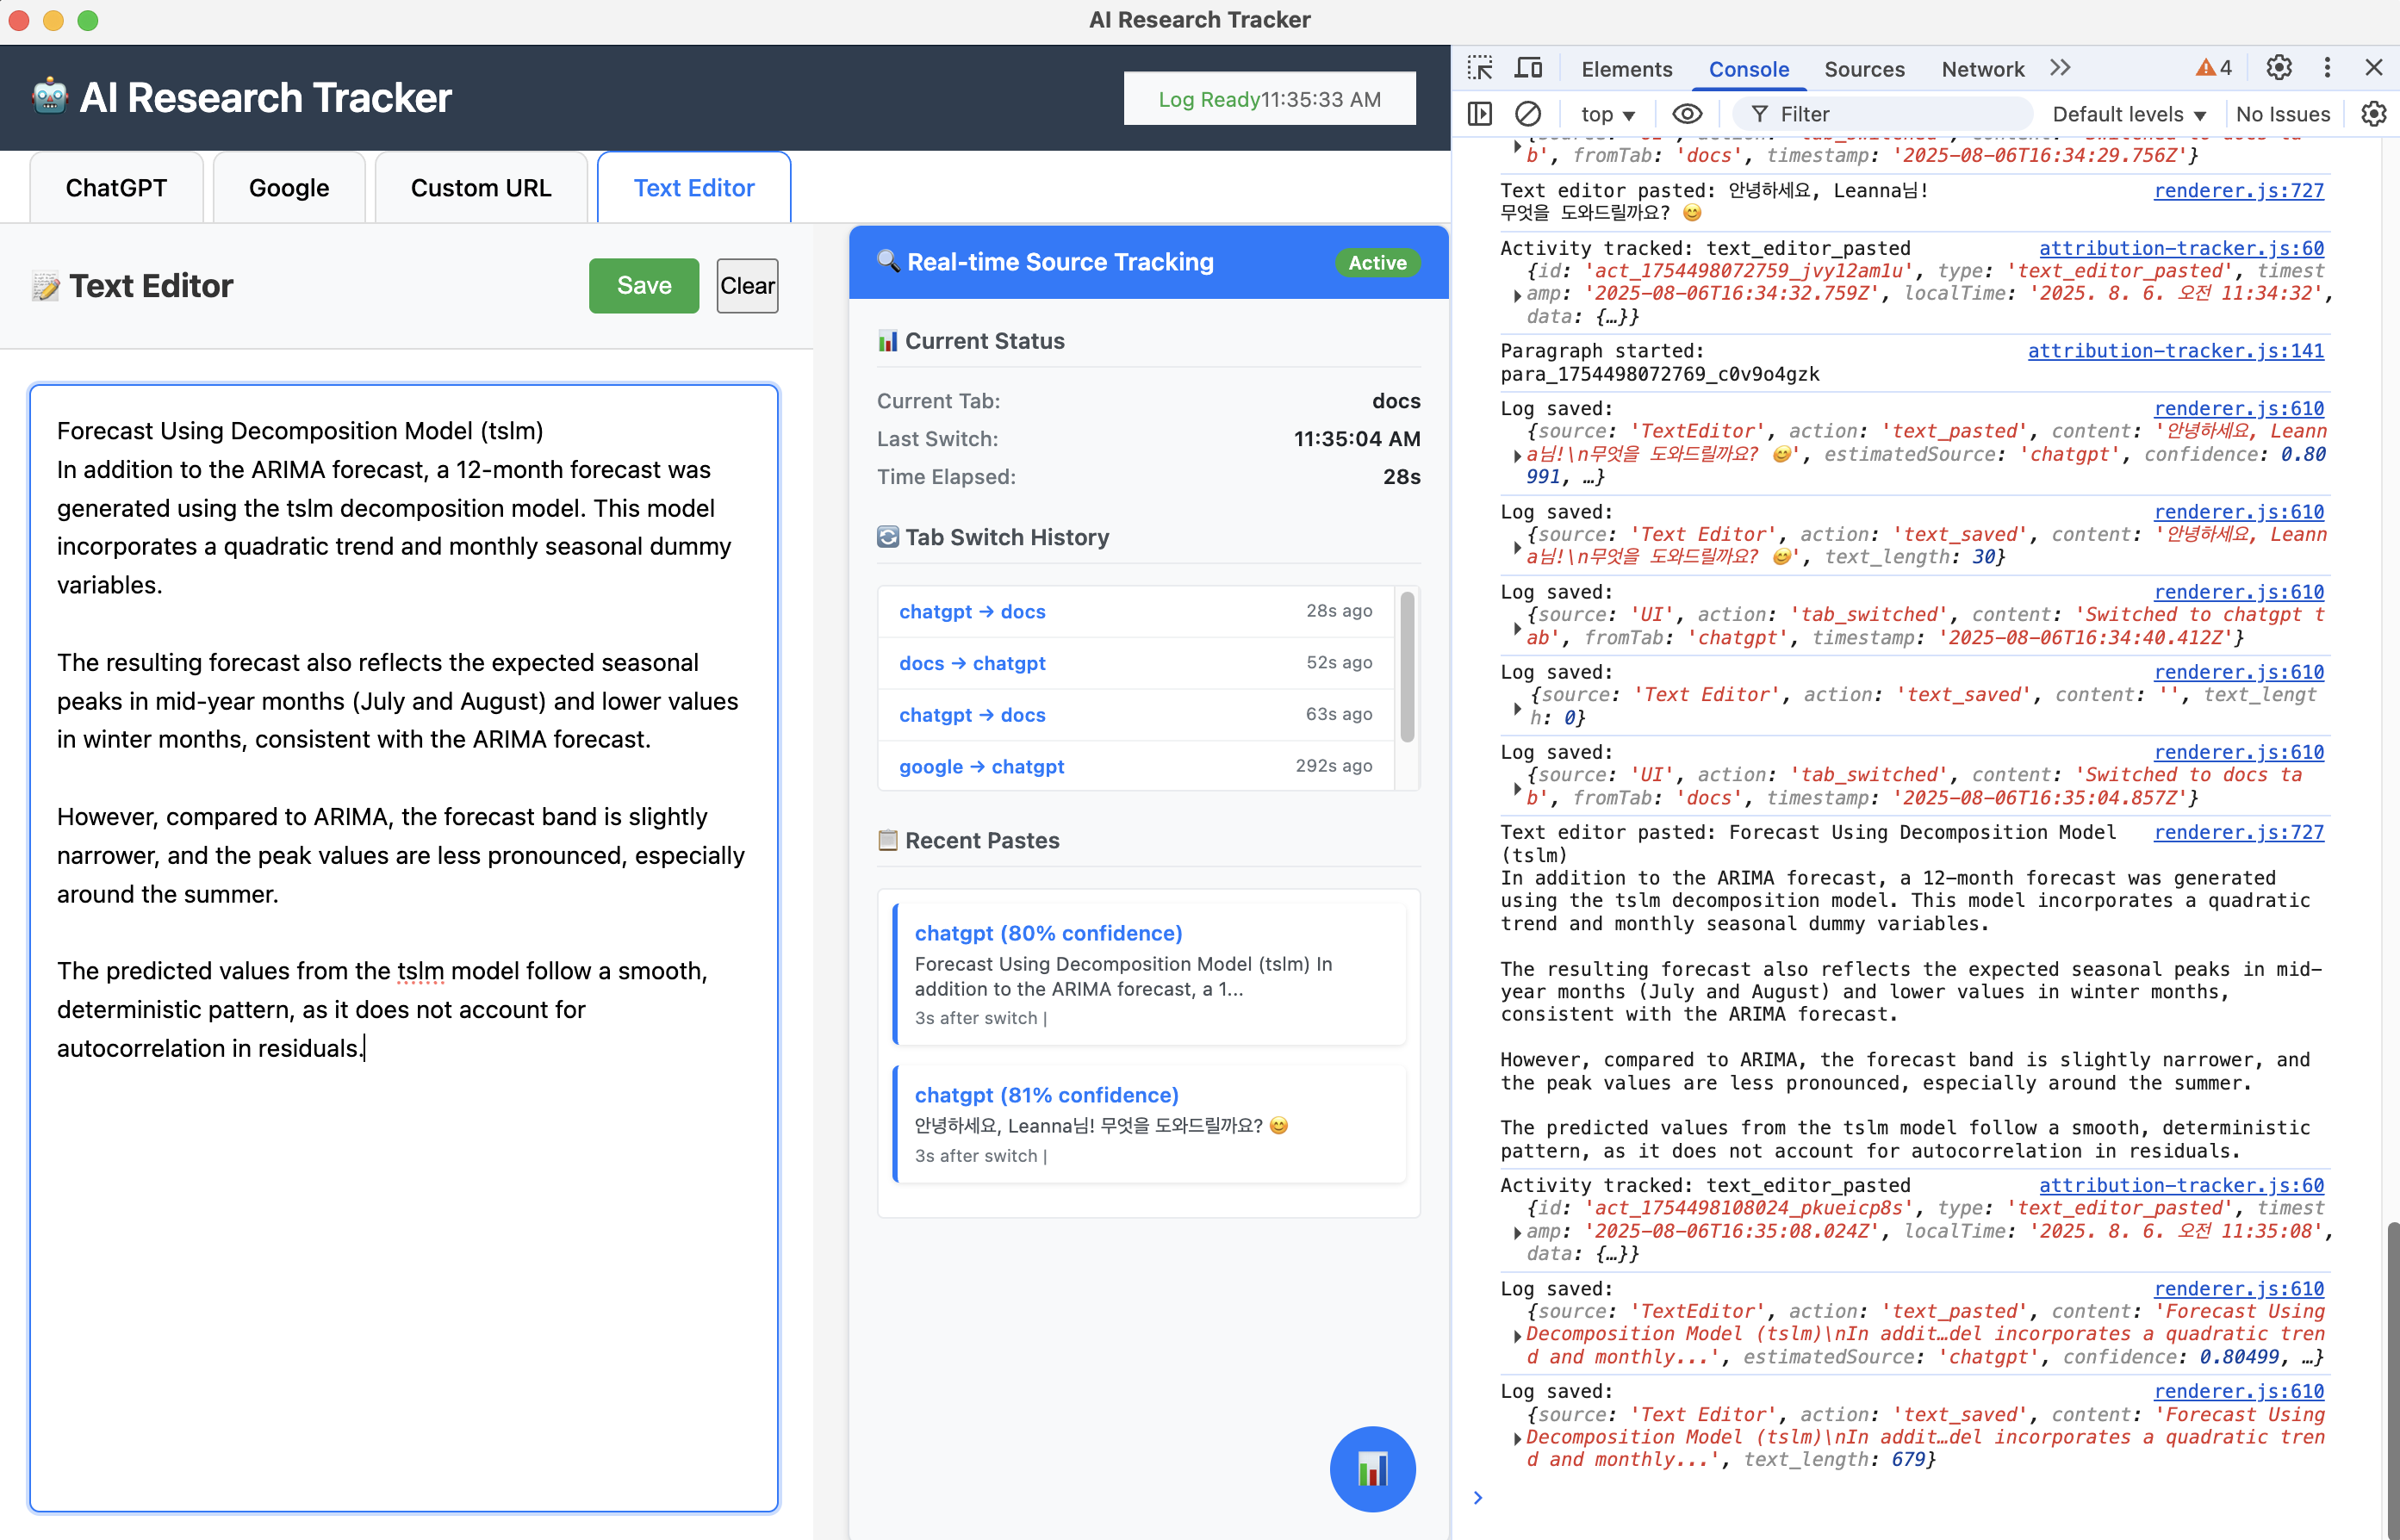 AI Research Tracker
🤖 AI Research Tracker
Log Ready11:35:33 AM
ChatGPT
Google
Custom URL
Text Editor
📝 Text Editor
Save
Clear
Forecast Using Decomposition Model (tslm)
In addition to the ARIMA forecast, a 12-month forecast was
generated using the tslm decomposition model. This model
incorporates a quadratic trend and monthly seasonal dummy
variables.
The resulting forecast also reflects the expected seasonal
peaks in mid-year months (July and August) and lower values
in winter months, consistent with the ARIMA forecast.
However, compared to ARIMA, the forecast band is slightly
narrower, and the peak values are less pronounced, especially
around the summer.
The predicted values from the tslm model follow a smooth,
deterministic pattern, as it does not account for
autocorrelation in residuals.
🔍 Real-time Source Tracking
Active
📊 Current Status
Current Tab: docs
Last Switch: 11:35:04 AM
Time Elapsed: 28s
🔄 Tab Switch History
chatgpt → docs 28s ago
docs → chatgpt 52s ago
chatgpt → docs 63s ago
google → chatgpt 292s ago
📋 Recent Pastes
chatgpt (80% confidence)
Forecast Using Decomposition Model (tslm) In
addition to the ARIMA forecast, a 1...
3s after switch |
chatgpt (81% confidence)
안녕하세요, Leanna님! 무엇을 도와드릴까요? 😊
3s after switch |
Elements
Console
Sources
Network
4
top
Filter
Default levels
No Issues
b', fromTab: 'docs', timestamp: '2025-08-06T16:34:29.756Z'}
Text editor pasted: 안녕하세요, Leanna님! renderer.js:727
무엇을 도와드릴까요? 😊
Activity tracked: text_editor_pasted attribution-tracker.js:60
{id: 'act_1754498072759_jvy12am1u', type: 'text_editor_pasted', timest
amp: '2025-08-06T16:34:32.759Z', localTime: '2025. 8. 6. 오전 11:34:32',
data: {…}}
Paragraph started: attribution-tracker.js:141
para_1754498072769_c0v9o4gzk
Log saved: renderer.js:610
{source: 'TextEditor', action: 'text_pasted', content: '안녕하세요, Leann
a님!\n무엇을 도와드릴까요? 😊', estimatedSource: 'chatgpt', confidence: 0.80
991, …}
Log saved: renderer.js:610
{source: 'Text Editor', action: 'text_saved', content: '안녕하세요, Leann
a님!\n무엇을 도와드릴까요? 😊', text_length: 30}
Log saved: renderer.js:610
{source: 'UI', action: 'tab_switched', content: 'Switched to chatgpt t
ab', fromTab: 'chatgpt', timestamp: '2025-08-06T16:34:40.412Z'}
Log saved: renderer.js:610
{source: 'Text Editor', action: 'text_saved', content: '', text_lengt
h: 0}
Log saved: renderer.js:610
{source: 'UI', action: 'tab_switched', content: 'Switched to docs ta
b', fromTab: 'docs', timestamp: '2025-08-06T16:35:04.857Z'}
Text editor pasted: Forecast Using Decomposition Model renderer.js:727
(tslm)
In addition to the ARIMA forecast, a 12-month forecast was generated
using the tslm decomposition model. This model incorporates a quadratic
trend and monthly seasonal dummy variables.
The resulting forecast also reflects the expected seasonal peaks in mid-
year months (July and August) and lower values in winter months,
consistent with the ARIMA forecast.
However, compared to ARIMA, the forecast band is slightly narrower, and
the peak values are less pronounced, especially around the summer.
The predicted values from the tslm model follow a smooth, deterministic
pattern, as it does not account for autocorrelation in residuals.
Activity tracked: text_editor_pasted attribution-tracker.js:60
{id: 'act_1754498108024_pkueicp8s', type: 'text_editor_pasted', timest
amp: '2025-08-06T16:35:08.024Z', localTime: '2025. 8. 6. 오전 11:35:08',
data: {…}}
Log saved: renderer.js:610
{source: 'TextEditor', action: 'text_pasted', content: 'Forecast Using
Decomposition Model (tslm)\nIn addit…del incorporates a quadratic tren
d and monthly...', estimatedSource: 'chatgpt', confidence: 0.80499, …}
Log saved: renderer.js:610
{source: 'Text Editor', action: 'text_saved', content: 'Forecast Using
Decomposition Model (tslm)\nIn addit…del incorporates a quadratic tren
d and monthly...', text_length: 679}